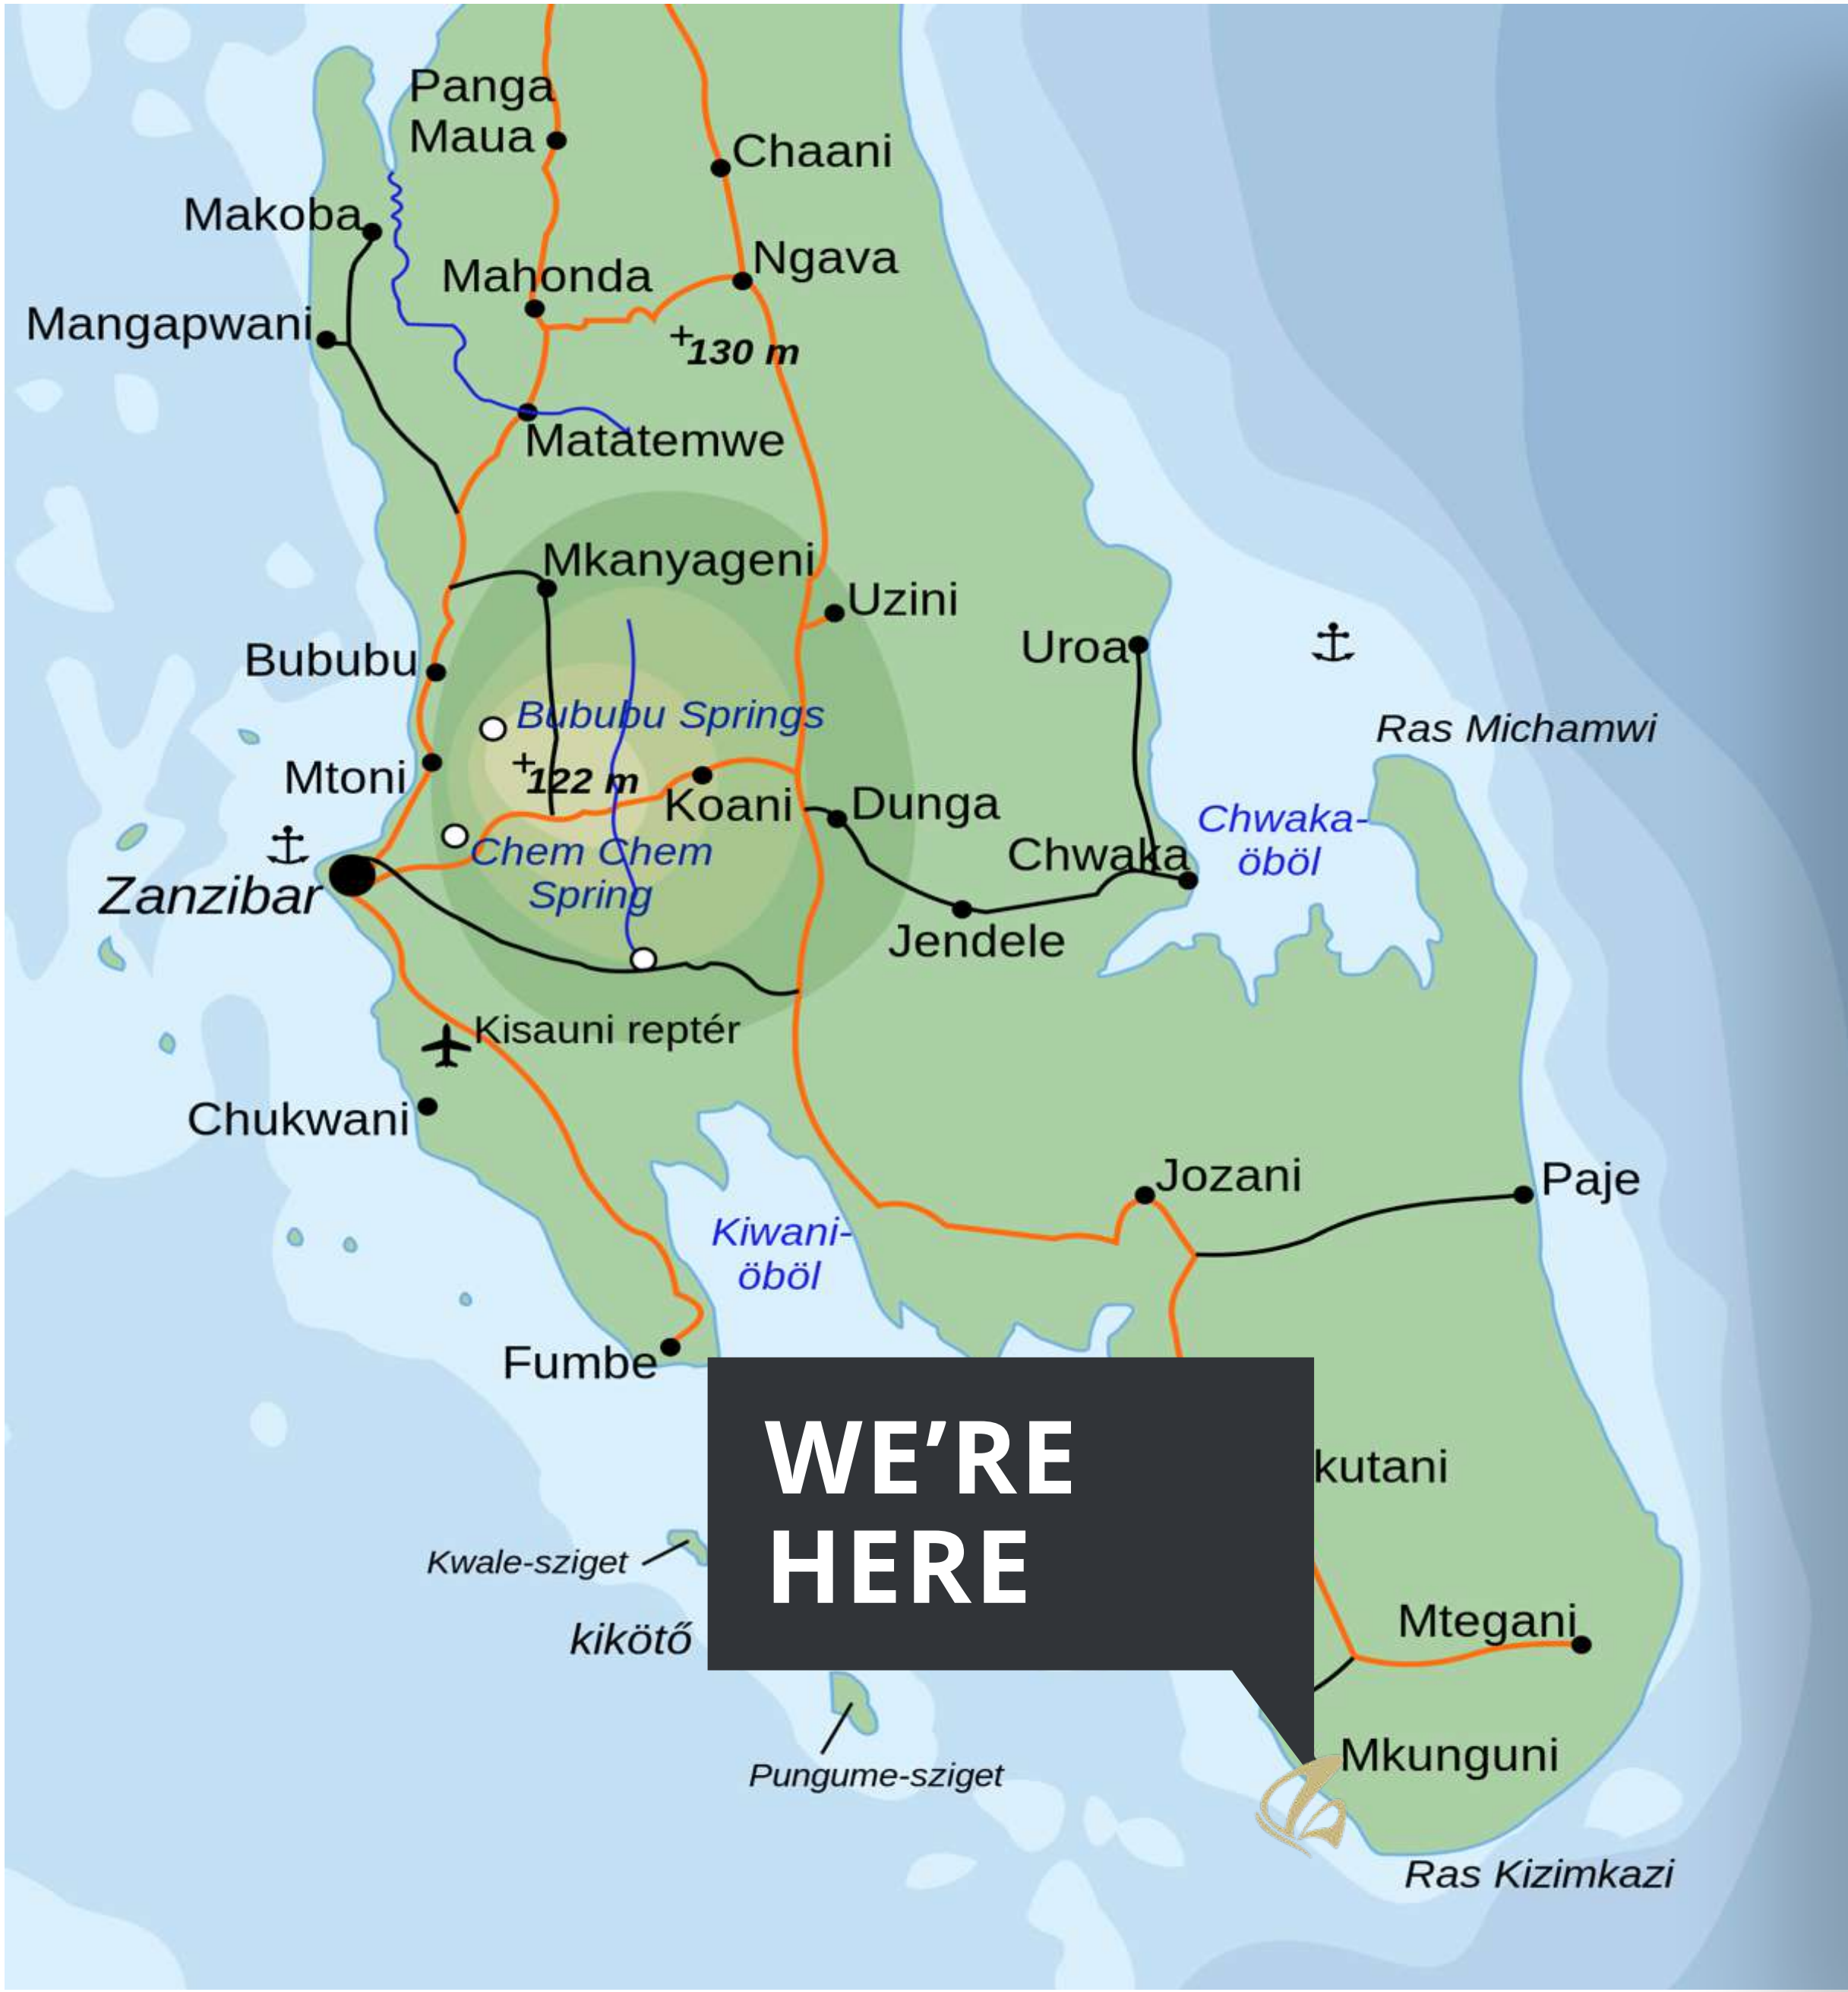 Panga
Maua
Chaani
Makoba
Ngava
Mahonda
Mangapwani
+130 m
Matatemwe
Mkanyageni
Uzini
Uroa
Bububu
Bububu Springs
Ras Michamwi
Mtoni
+122 m
Koani
Dunga
Chwaka-
öböl
Chem Chem
Spring
Chwaka
Zanzibar
Jendele
Kisauni reptér
Chukwani
Jozani
Paje
Kiwani-
öböl
Fumbe
WE’RE
HERE
kutani
Kwale-sziget
kikötő
Mtegani
Pungume-sziget
Mkunguni
Ras Kizimkazi